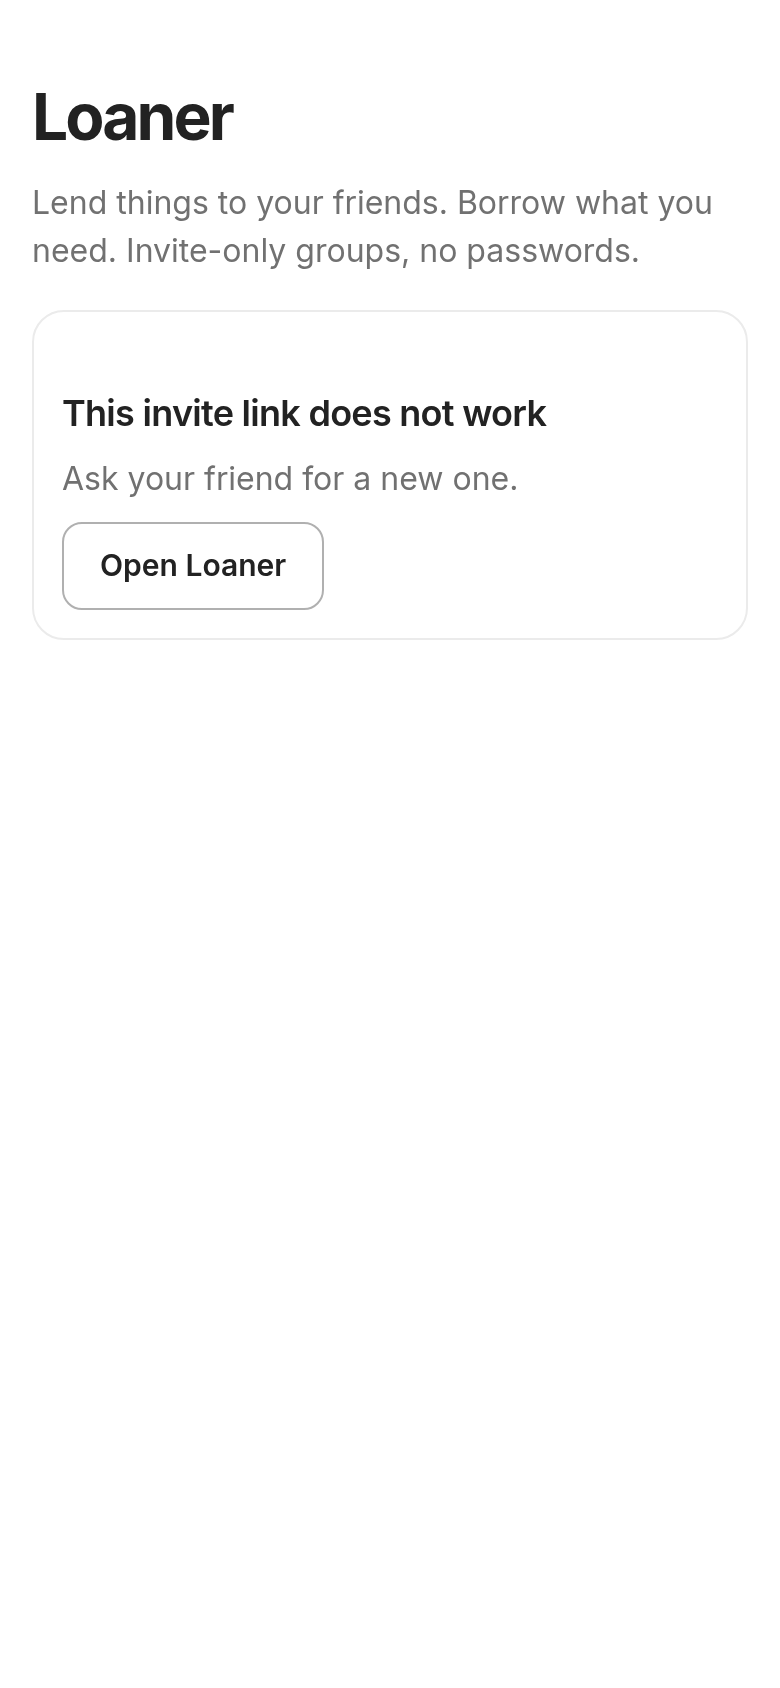 Loaner
Lend things to your friends. Borrow what you
need. Invite-only groups, no passwords.
This invite link does not work
Ask your friend for a new one.
Open Loaner